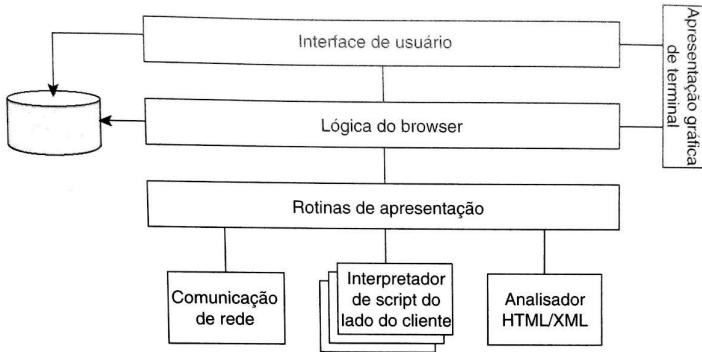 Interface de usuário
Apresentação gráfica
de terminal
Lógica do browser
Rotinas de apresentação
Comunicação
de rede
Interpretador
de script do
lado do cliente
Analisador
HTML/XML